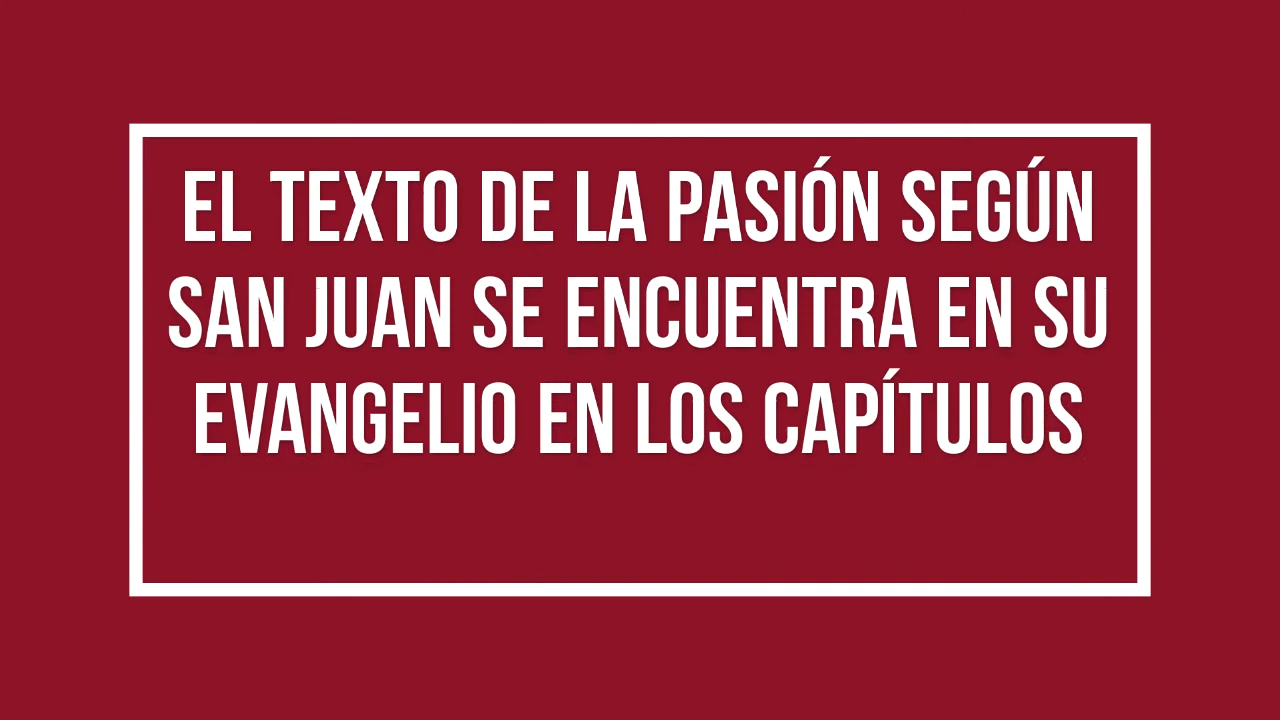 EL TEXTO DE LA PASIÓN SEGÚN
SAN JUAN SE ENCUENTRA EN SU
EVANGELIO EN LOS CAPÍTULOS